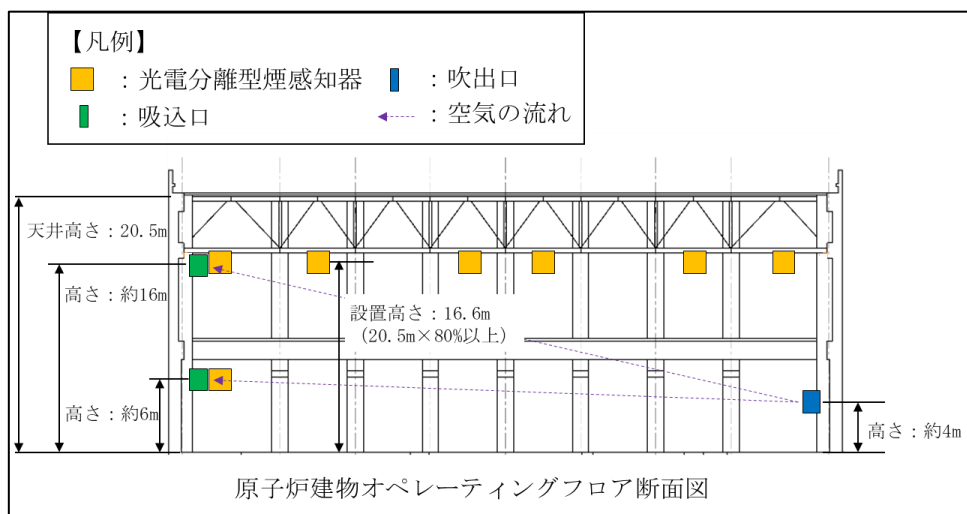 【凡例】
：光電分離型煙感知器
：吹出口
：吸込口
：空気の流れ
天井高さ：20.5m
高さ：約16m
設置高さ：16.6m
（20.5m×80%以上）
高さ：約6m
高さ：約4m
原子炉建物オペレーティングフロア断面図